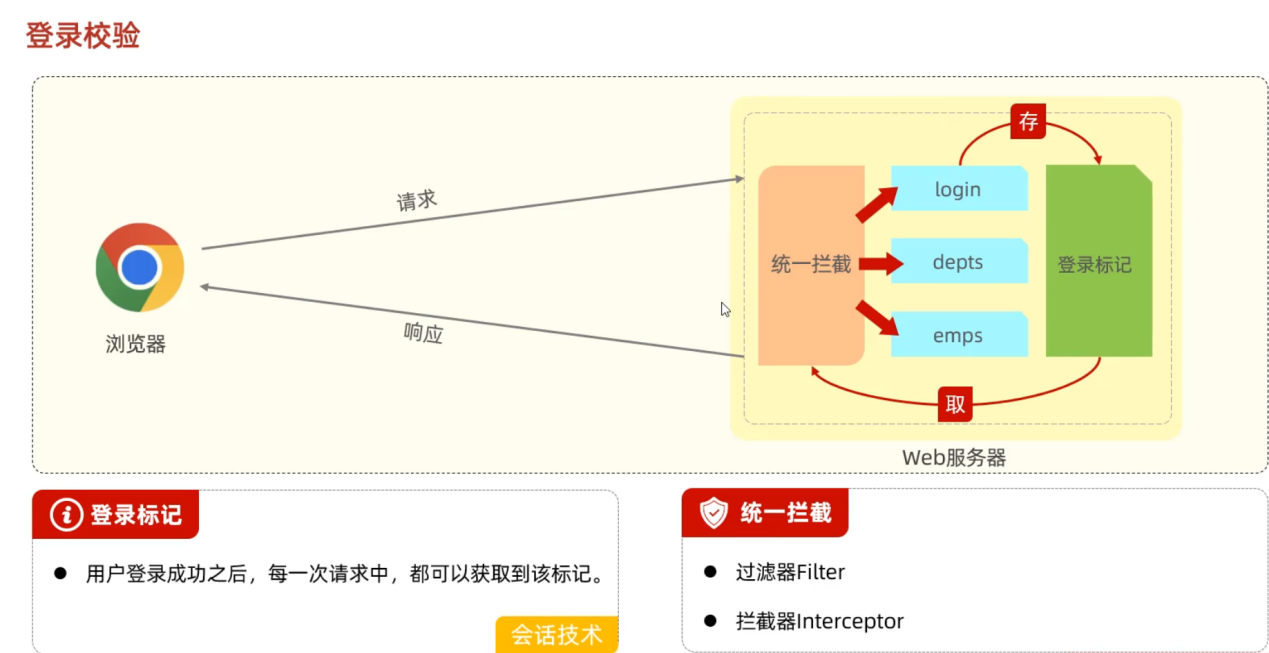 登录校验
存
请求
login
统一拦截
depts
登录标记
浏览器
响应
emps
取
Web服务器
登录标记
用户登录成功之后，每一次请求中，都可以获取到该标记。
会话技术
统一拦截
过滤器Filter
拦截器Interceptor